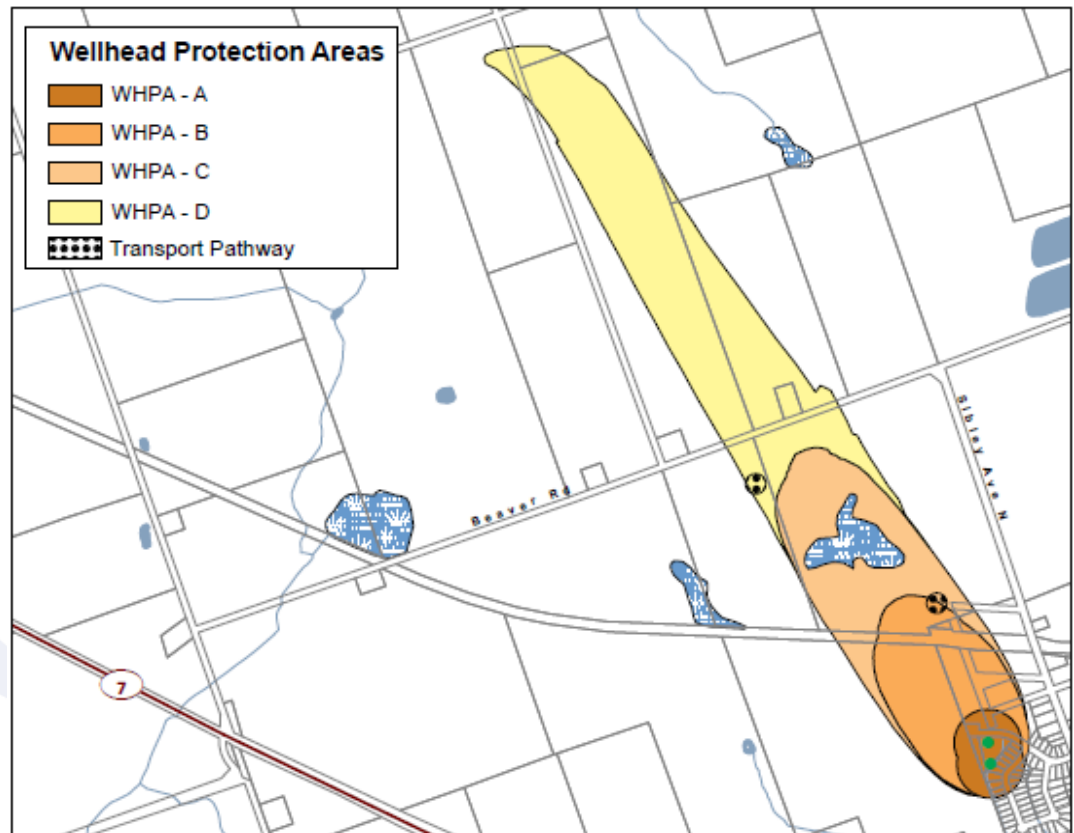 Wellhead Protection Areas
WHPA - A
WHPA - B
WHPA - C
WHPA - D
Transport Pathway
Sibley Ave N
Beaver Rd
7